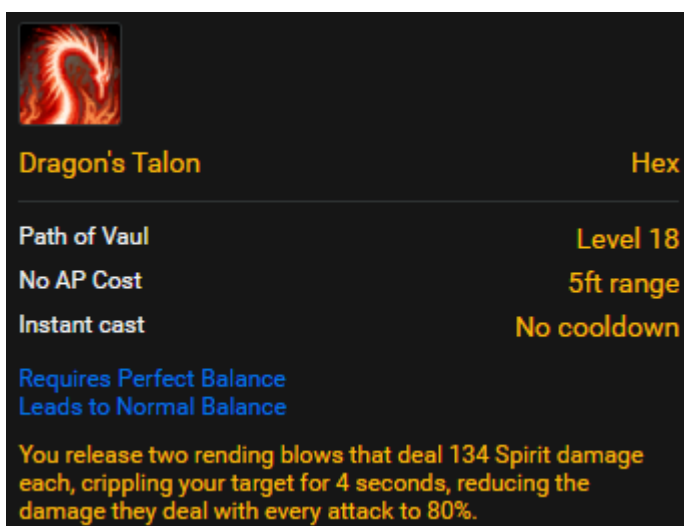 Dragon's Talon Hex
Path of Vaul Level 18
No AP Cost 5ft range
Instant cast No cooldown
Requires Perfect Balance
Leads to Normal Balance
You release two rending blows that deal 134 Spirit damage
each, crippling your target for 4 seconds, reducing the
damage they deal with every attack to 80%.